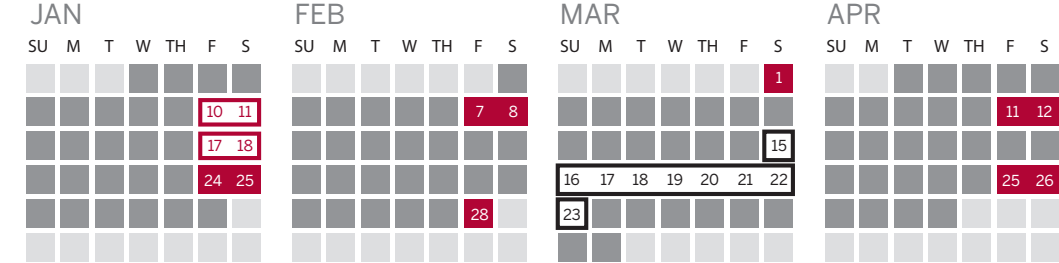 JAN FEB MAR APR
SU M T W TH F S SU M T W TH F S SU M T W TH F S SU M T W TH F S
1
10 11 7 8 11 12
17 18 15
24 25 16 17 18 19 20 21 22 25 26
28 23